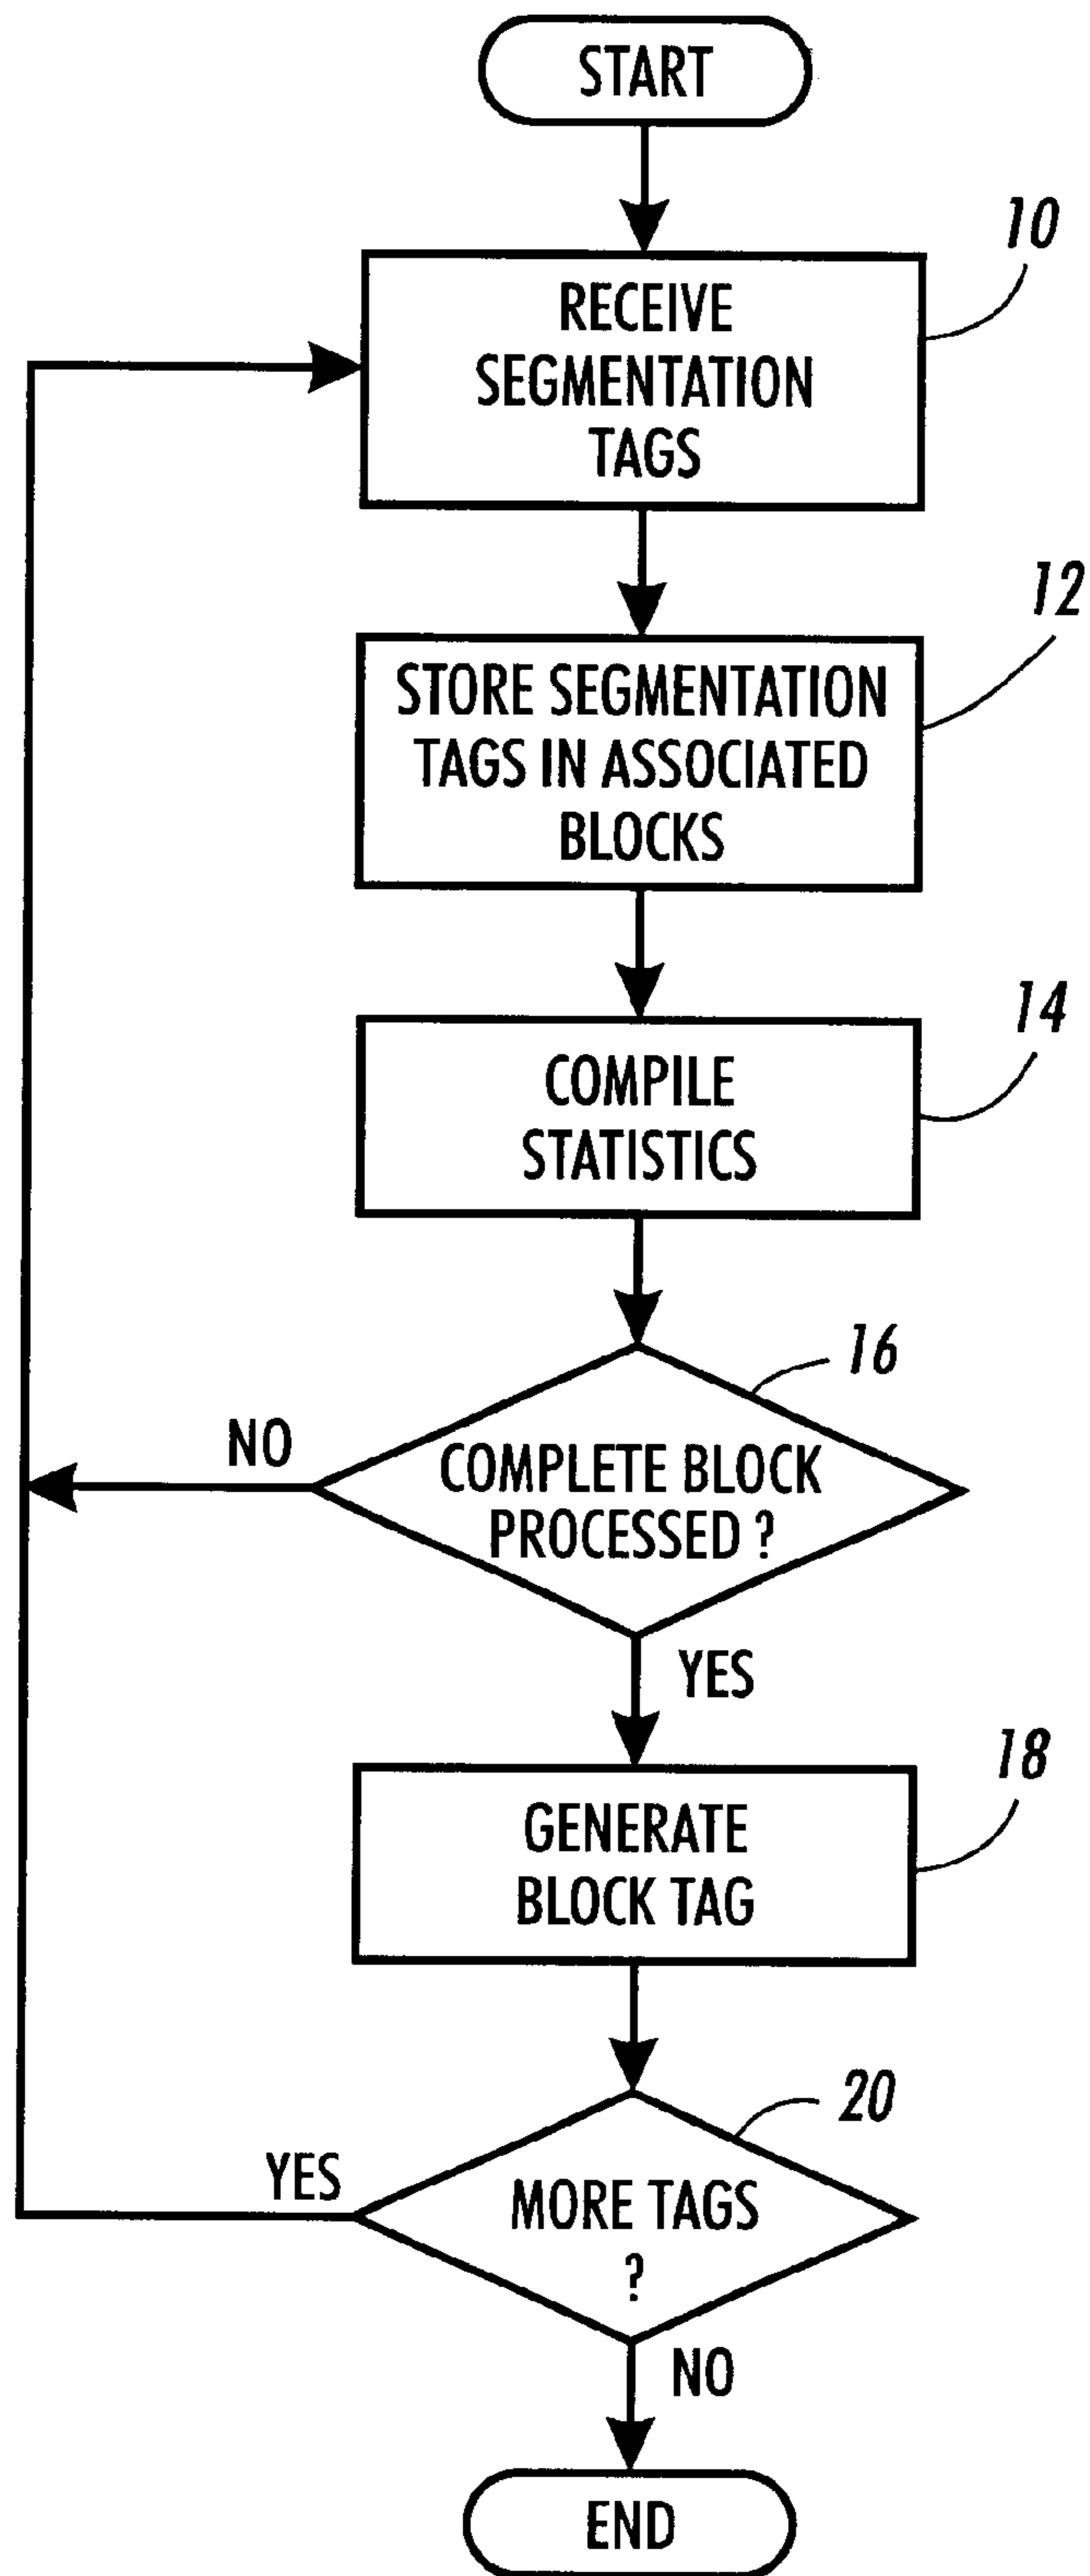 START
10
RECEIVE
SEGMENTATION
TAGS
12
STORE SEGMENTATION
TAGS IN ASSOCIATED
BLOCKS
14
COMPILE
STATISTICS
16
NO
COMPLETE BLOCK
PROCESSED ?
YES
18
GENERATE
BLOCK TAG
20
YES
MORE TAGS
?
NO
END